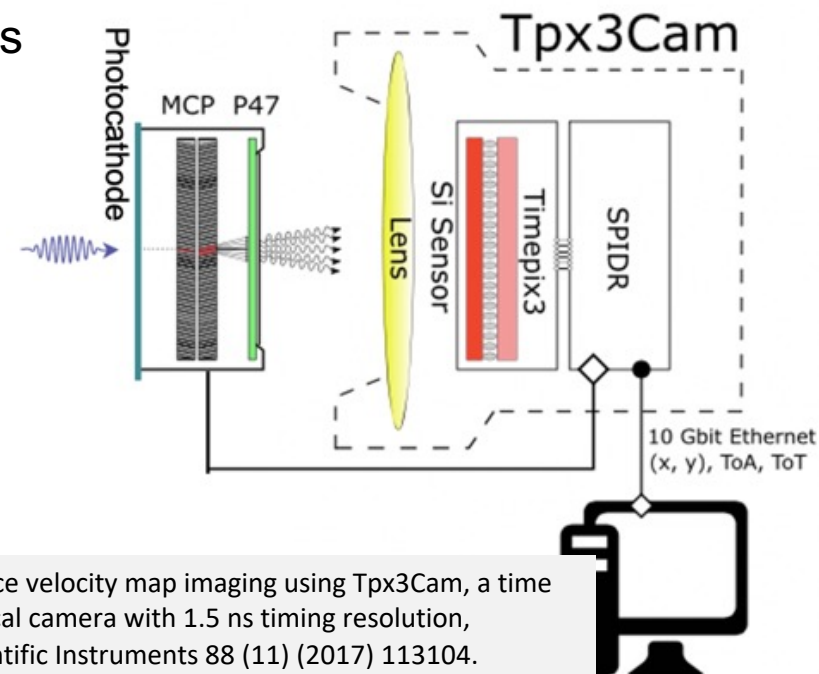 s
Tpx3Cam
Photocathode
MCP P47
Lens
Si Sensor
Timepix3
SPIDR
10 Gbit Ethernet
(x, y), ToA, ToT
ce velocity map imaging using Tpx3Cam, a time
cal camera with 1.5 ns timing resolution,
ntific Instruments 88 (11) (2017) 113104.